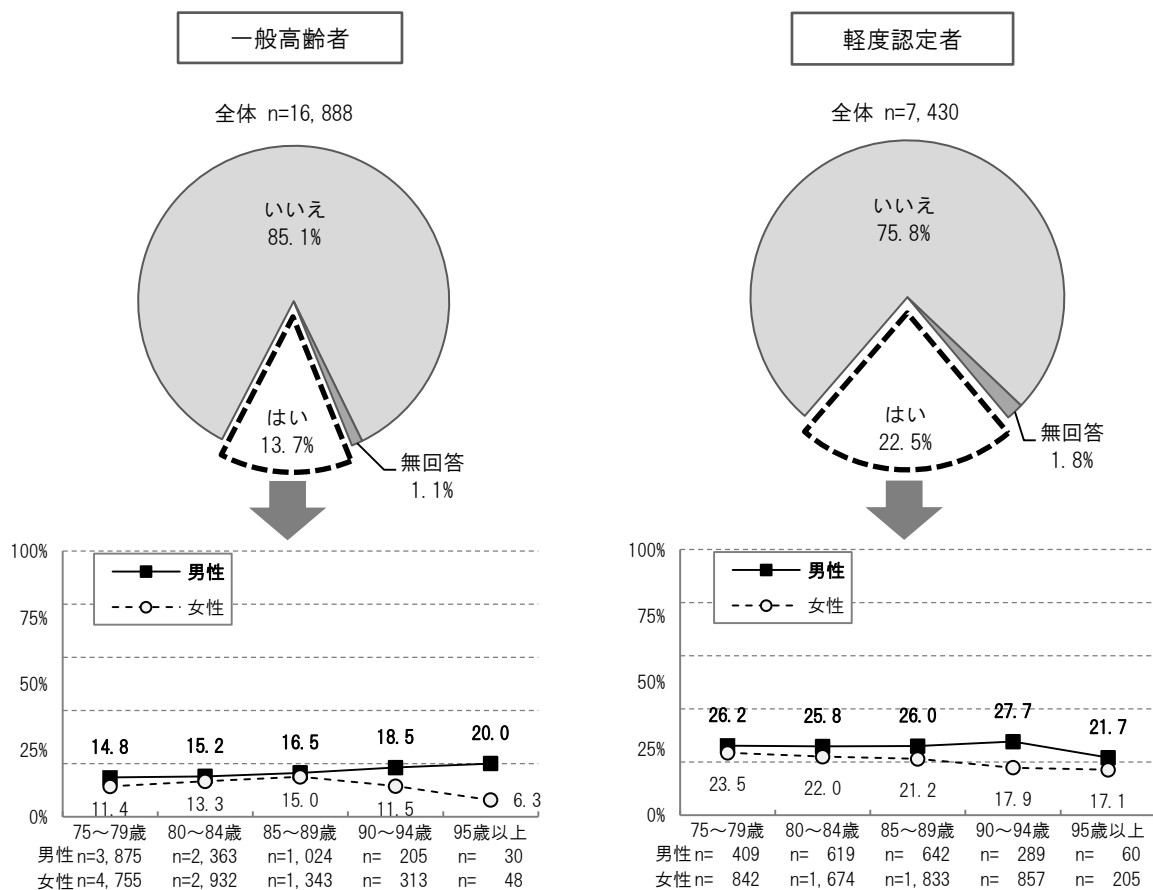 一般高齢者
全体 n=16,888
いいえ
85.1%
はい
13.7%
無回答
1.1%
100%
75%
50%
25%
0%
男性
女性
14.8
15.2
16.5
18.5
20.0
11.4
13.3
15.0
11.5
6.3
75～79歳 80～84歳 85～89歳 90～94歳 95歳以上
男性 n=3,875 n=2,363 n=1,024 n= 205 n= 30
女性 n=4,755 n=2,932 n=1,343 n= 313 n= 48
軽度認定者
全体 n=7,430
いいえ
75.8%
はい
22.5%
無回答
1.8%
100%
75%
50%
25%
0%
男性
女性
26.2
25.8
26.0
27.7
21.7
23.5
22.0
21.2
17.9
17.1
75～79歳 80～84歳 85～89歳 90～94歳 95歳以上
男性 n= 409 n= 619 n= 642 n= 289 n= 60
女性 n= 842 n=1,674 n=1,833 n= 857 n= 205